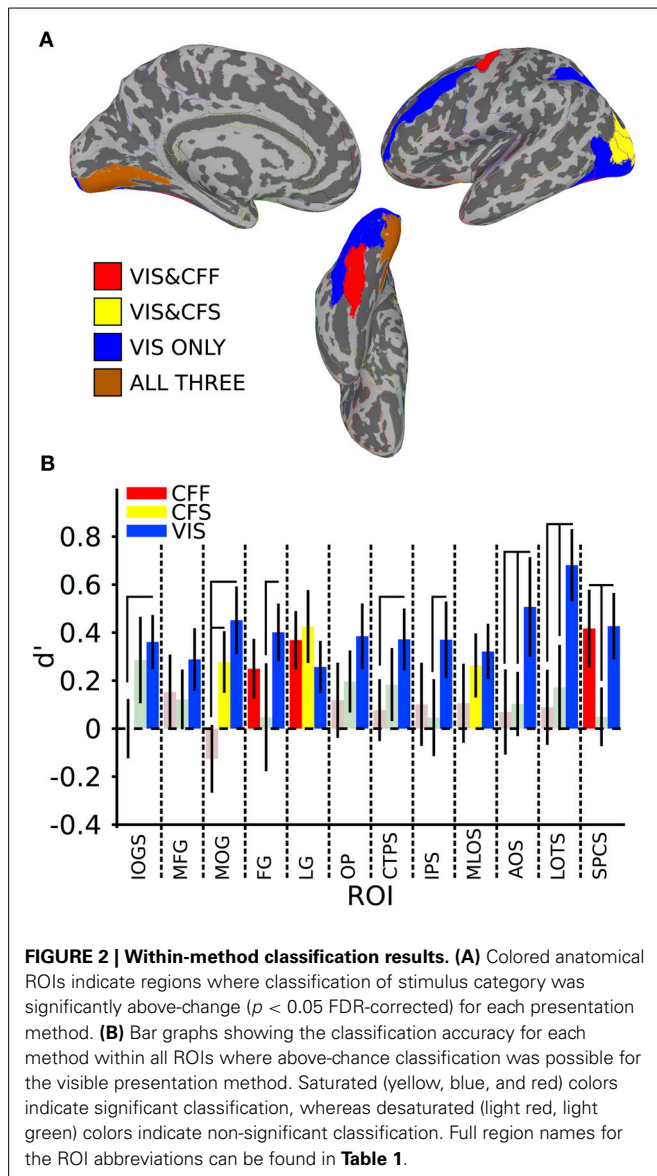 A
VIS&CFF
VIS&CFS
VIS ONLY
ALL THREE
B
CFF
CFS
VIS
0.8
0.6
0.4
0.2
0
-0.2
-0.4
d'
IOGS
MFG
MOG
FG
LG
OP
CTPS
IPS
MLOS
AOS
LOTS
SPCS
ROI
FIGURE 2 | Within-method classification results. (A) Colored anatomical
ROIs indicate regions where classification of stimulus category was
significantly above-change (p < 0.05 FDR-corrected) for each presentation
method. (B) Bar graphs showing the classification accuracy for each
method within all ROIs where above-chance classification was possible for
the visible presentation method. Saturated (yellow, blue, and red) colors
indicate significant classification, whereas desaturated (light red, light
green) colors indicate non-significant classification. Full region names for
the ROI abbreviations can be found in Table 1.